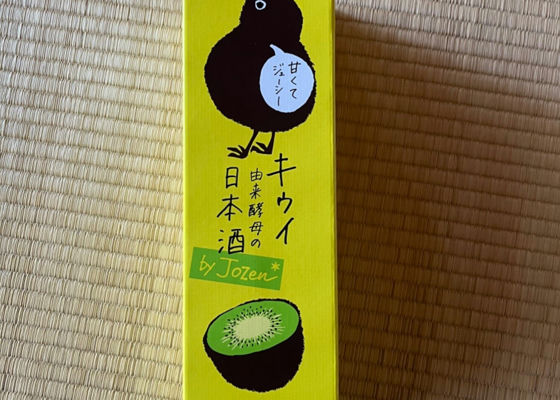 甘くて
ジューシー
キウイ
由来酵母の
日本酒
by Jozen